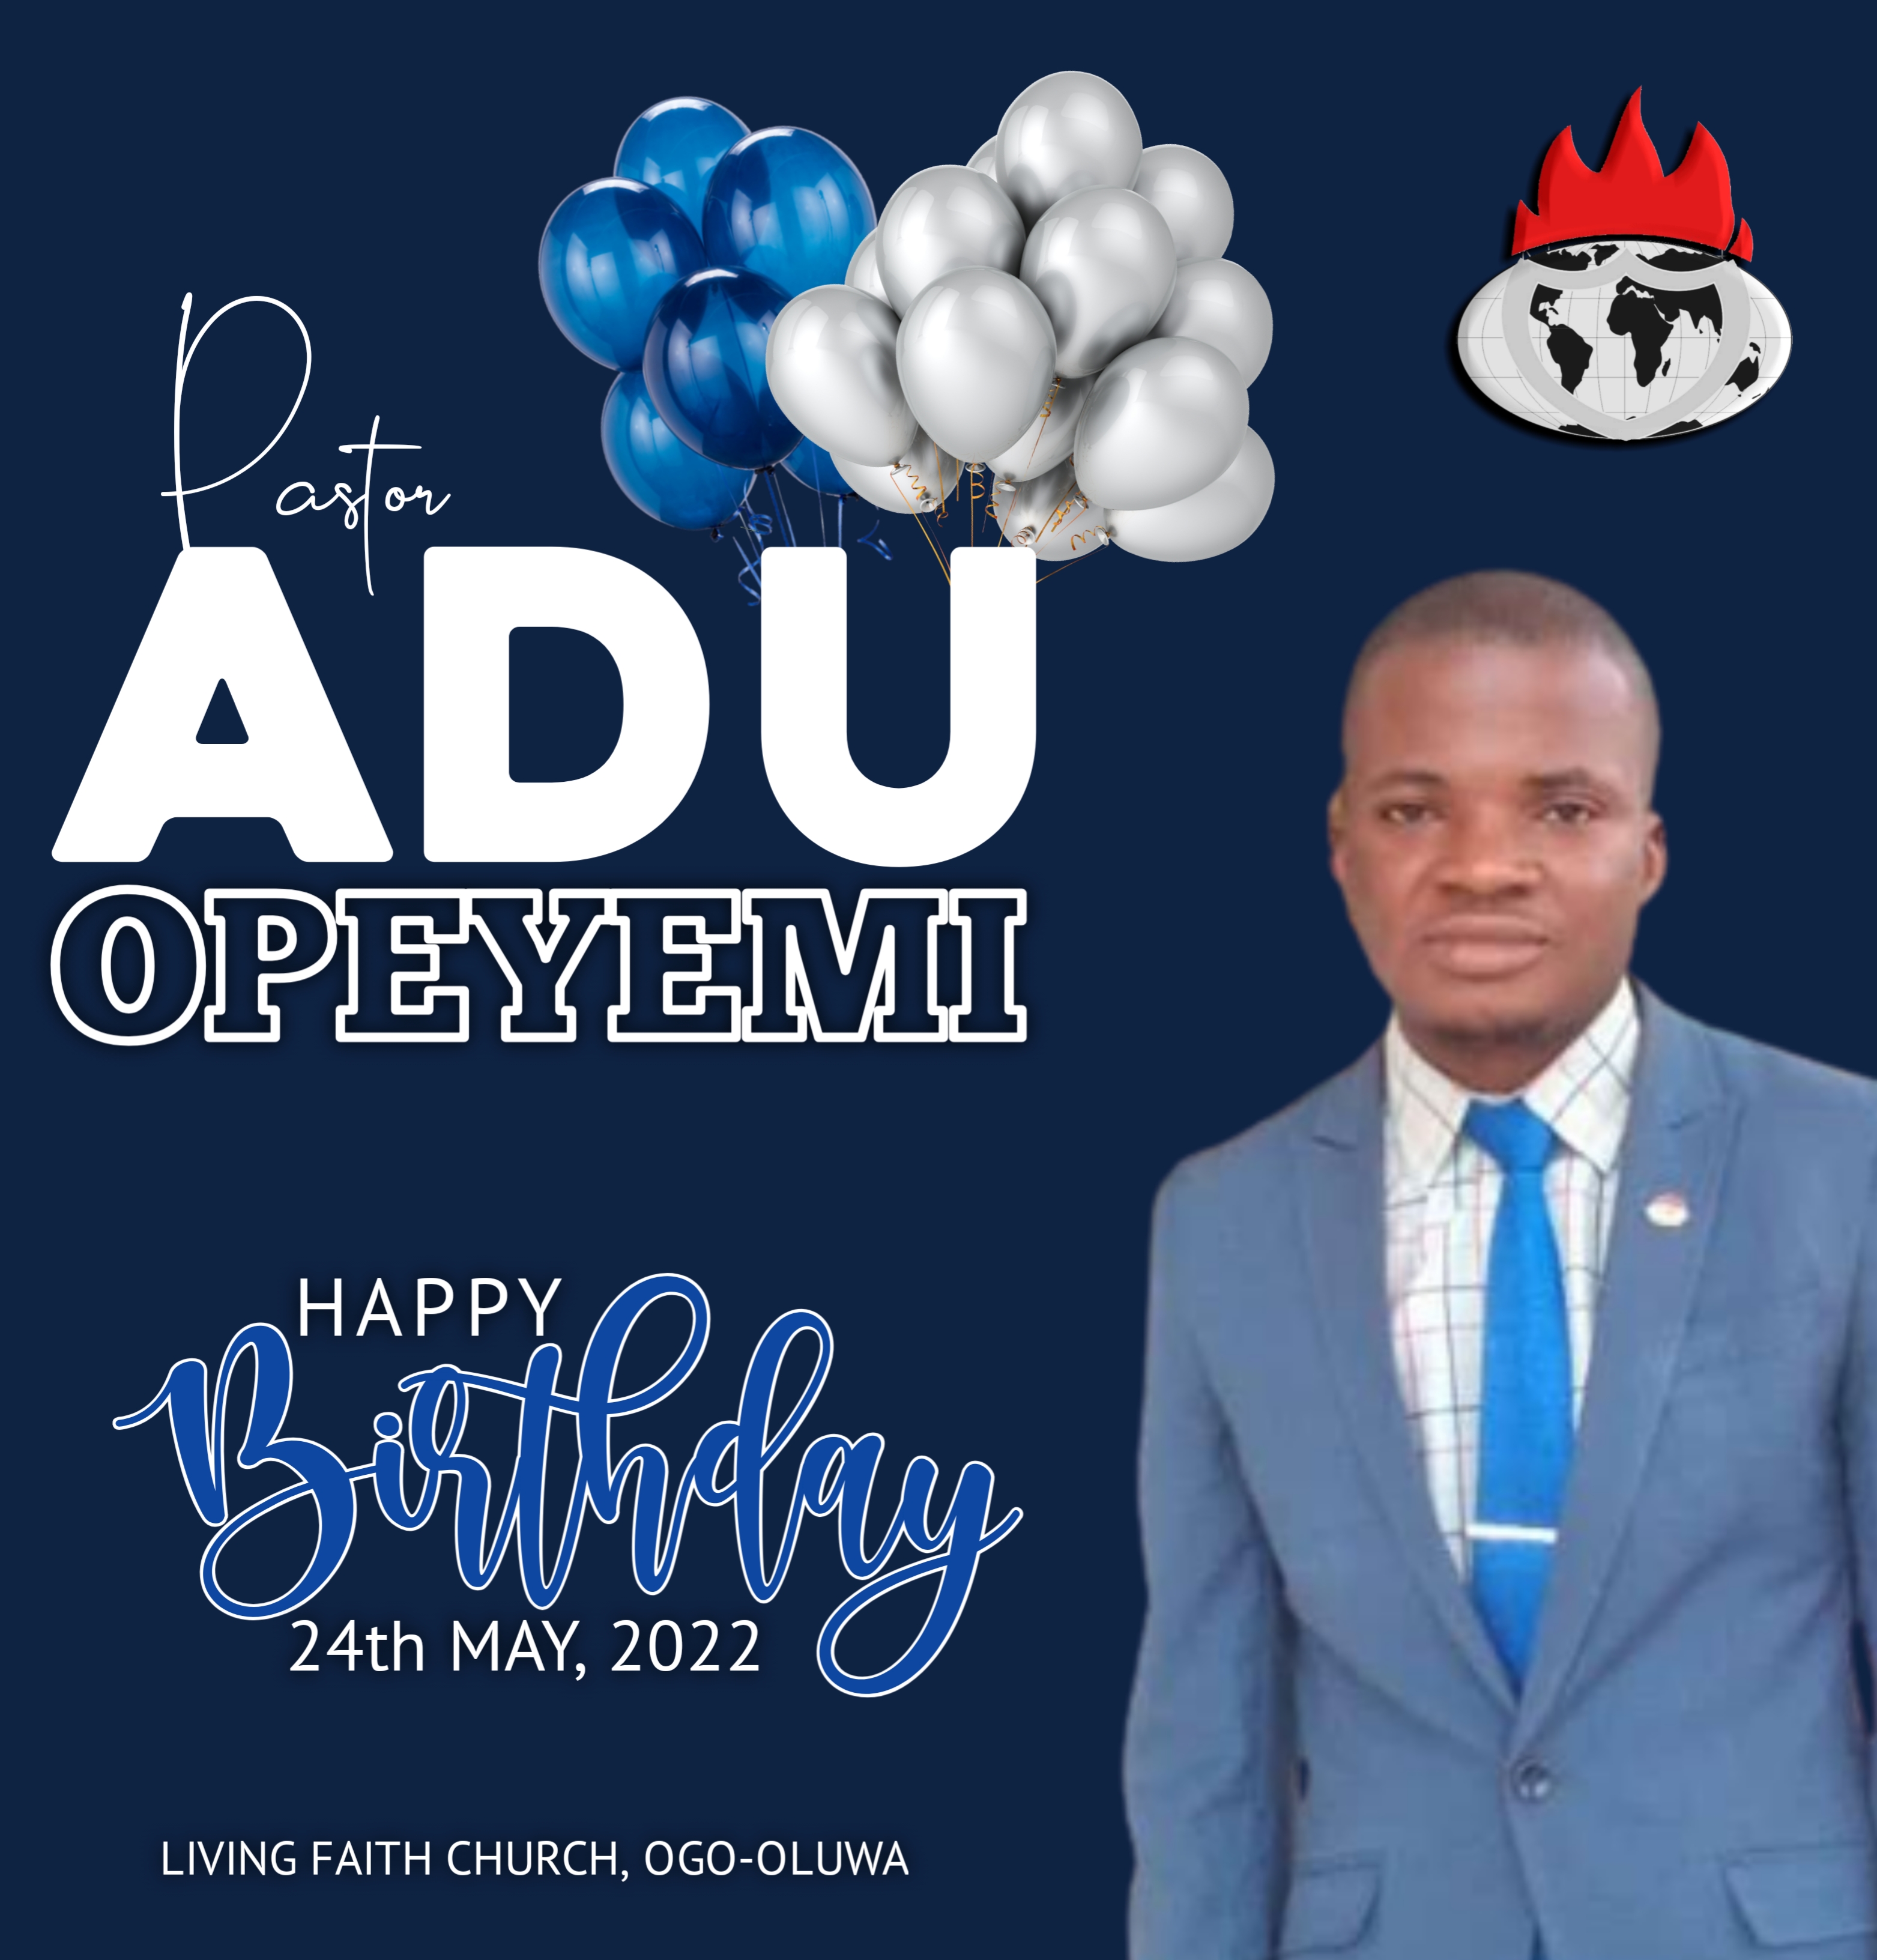 Pastor
ADU
OPEYEMI
HAPPY
Birthday
24th MAY, 2022
LIVING FAITH CHURCH, OGO-OLUWA